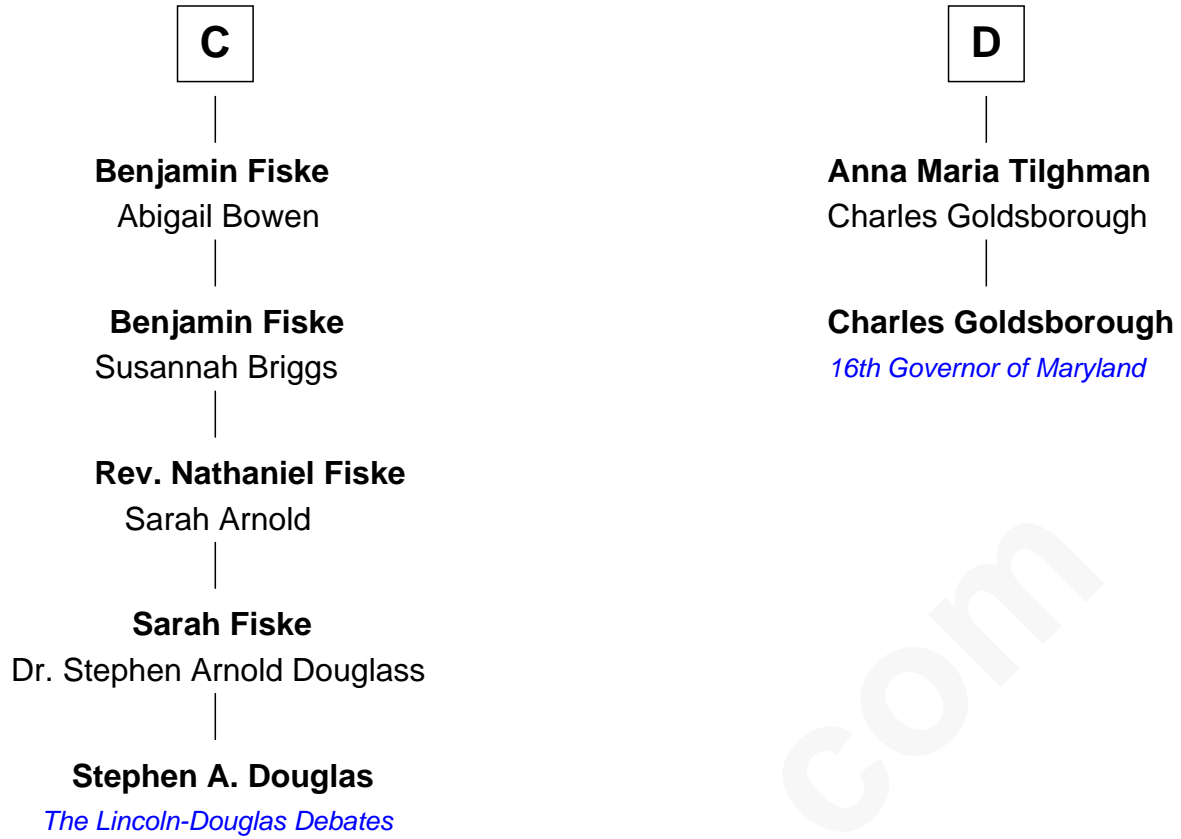 C
Benjamin Fiske
Abigail Bowen
Benjamin Fiske
Susannah Briggs
Rev. Nathaniel Fiske
Sarah Arnold
Sarah Fiske
Dr. Stephen Arnold Douglass
Stephen A. Douglas
The Lincoln-Douglas Debates
D
Anna Maria Tilghman
Charles Goldsborough
Charles Goldsborough
16th Governor of Maryland
com